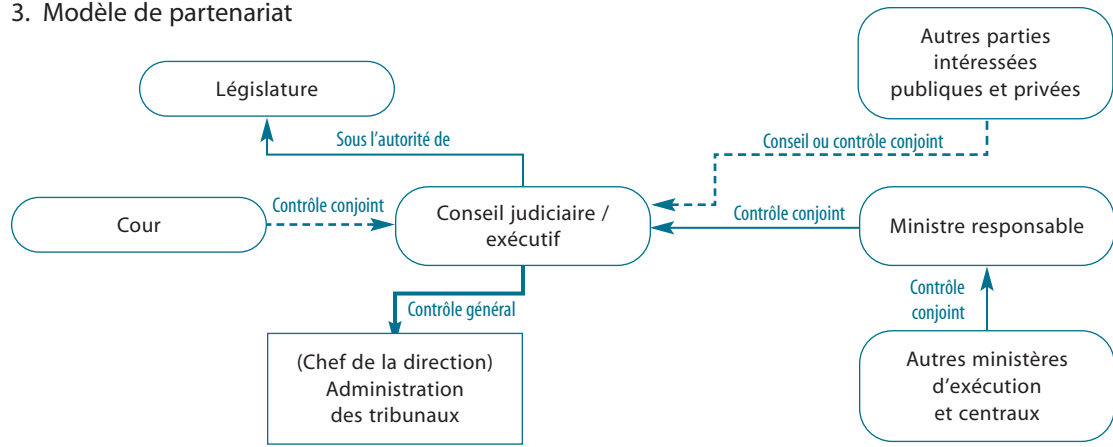 3. Modèle de partenariat
Autres parties
intéressées
publiques et privées
Législature
Sous l'autorité de
Conseil ou contrôle conjoint
Cour
Contrôle conjoint
Conseil judiciaire /
exécutif
Contrôle conjoint
Ministre responsable
Contrôle général
Contrôle
conjoint
(Chef de la direction)
Administration
des tribunaux
Autres ministères
d'exécution
et centraux